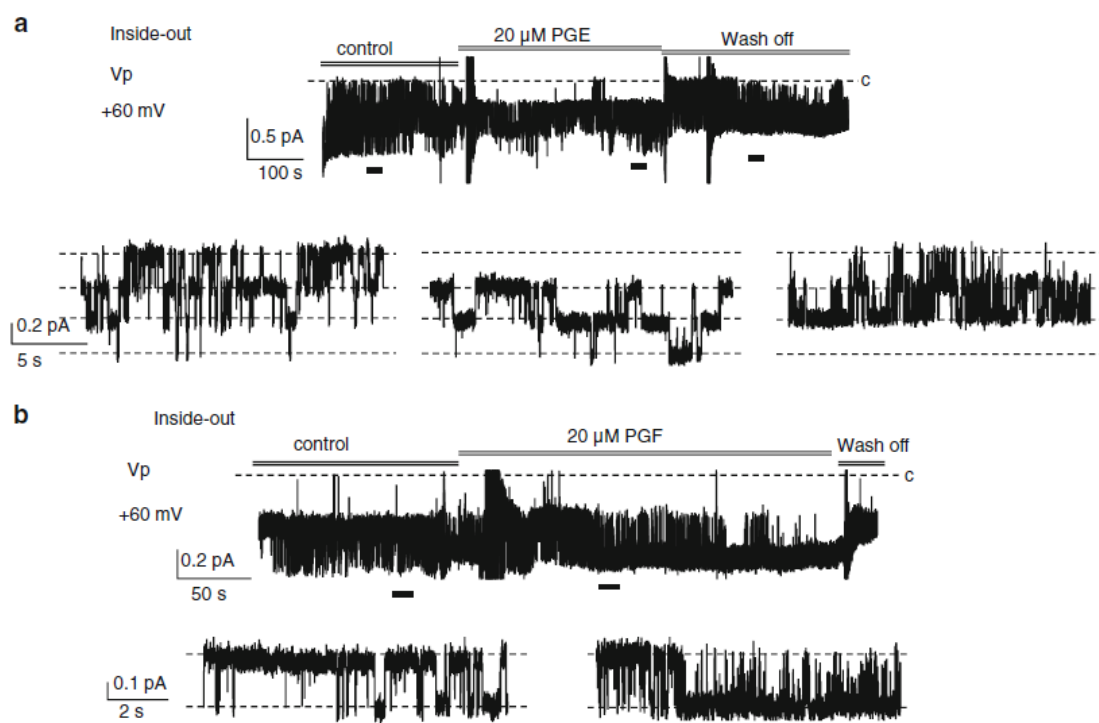 a
Inside-out
control
20 µM PGE
Wash off
Vp
c
+60 mV
0.5 pA
100 s
0.2 pA
5 s
b
Inside-out
control
20 µM PGF
Wash off
Vp
c
+60 mV
0.2 pA
50 s
0.1 pA
2 s